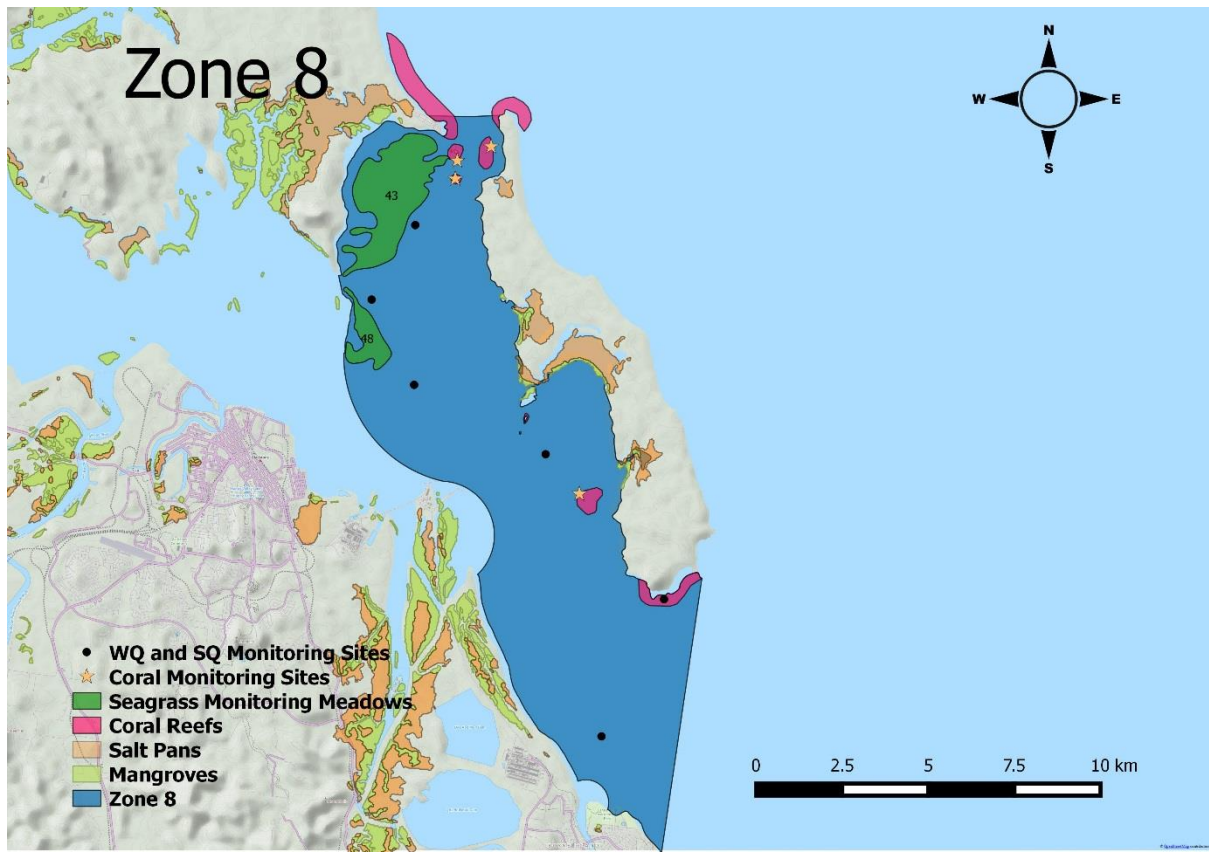 Zone 8
N
W
E
S
43
48
WQ and SQ Monitoring Sites
Coral Monitoring Sites
Seagrass Monitoring Meadows
Coral Reefs
Salt Pans
Mangroves
Zone 8
0 2.5 5 7.5 10 km